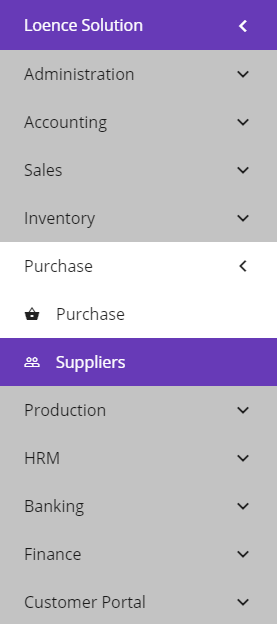 Loence Solution
Administration
Accounting
Sales
Inventory
Purchase
Purchase
Suppliers
Production
HRM
Banking
Finance
Customer Portal